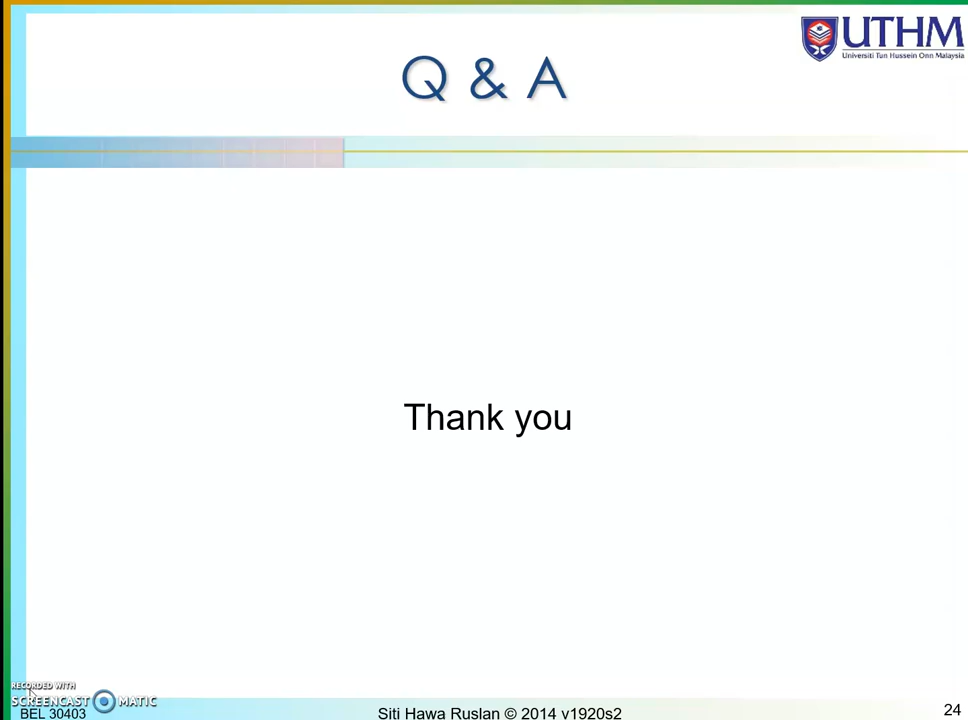 UTHM
Universiti Tun Hussein Onn Malaysia
Q & A
Thank you
RECORDED WITH
SCREENCAST MATIC
BEL 30403
Siti Hawa Ruslan © 2014 v1920s2
24